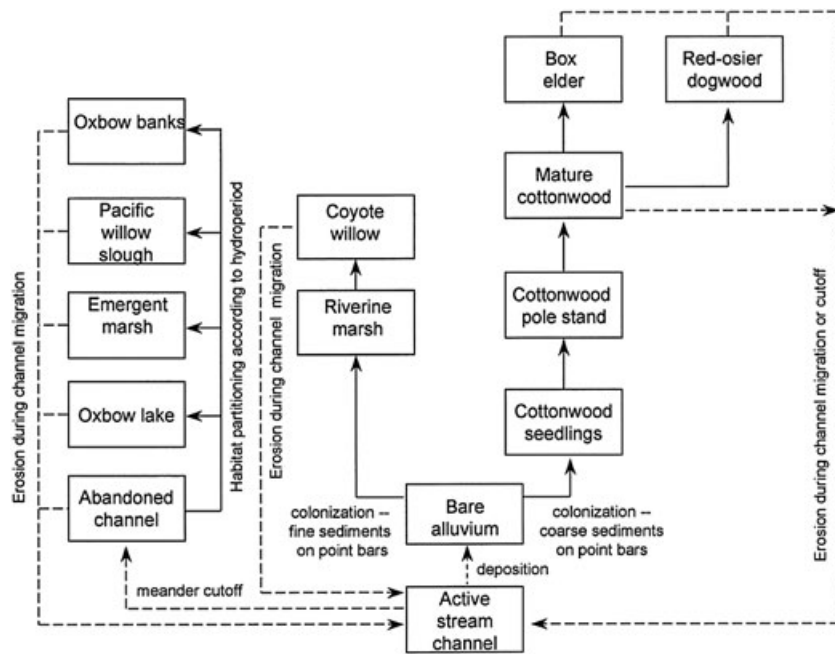 Box
elder
Red-osier
dogwood
Oxbow banks
Mature
cottonwood
Pacific
willow
slough
Coyote
willow
Emergent
marsh
Riverine
marsh
Cottonwood
pole stand
Oxbow lake
Cottonwood
seedlings
Abandoned
channel
Bare
alluvium
colonization --
fine sediments
on point bars
colonization --
coarse sediments
on point bars
deposition
meander cutoff
Active
stream
channel
Erosion during channel migration
Habitat partitioning according to hydroperiod
Erosion during channel migration
Erosion during channel migration or cutoff